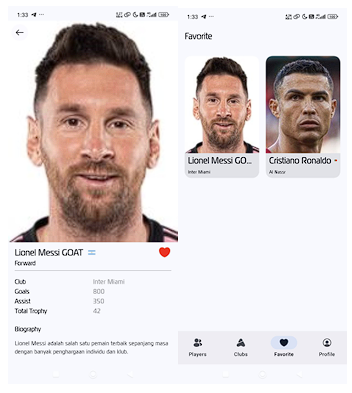 1:33
Lionel Messi GOAT
Forward
Club Inter Miami
Goals 800
Assist 350
Total Trophy 42
Biography
Lionel Messi adalah salah satu pemain terbaik sepanjang masa
dengan banyak penghargaan individu dan klub.
1:33
Favorite
Lionel Messi GO...
Inter Miami
Cristiano Ronaldo
Al Nassr
Players
Clubs
Favorite
Profile